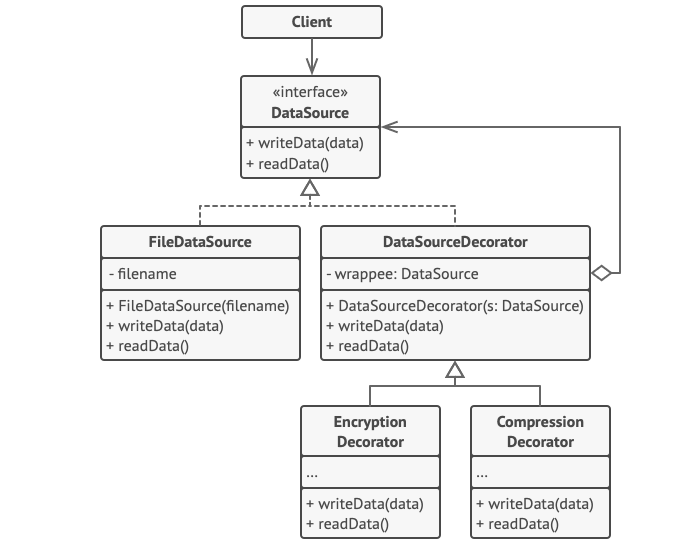 Client
«interface»
DataSource
+ writeData(data)
+ readData()
FileDataSource
- filename
+ FileDataSource(filename)
+ writeData(data)
+ readData()
DataSourceDecorator
- wrappee: DataSource
+ DataSourceDecorator(s: DataSource)
+ writeData(data)
+ readData()
Encryption
Decorator
...
+ writeData(data)
+ readData()
Compression
Decorator
...
+ writeData(data)
+ readData()